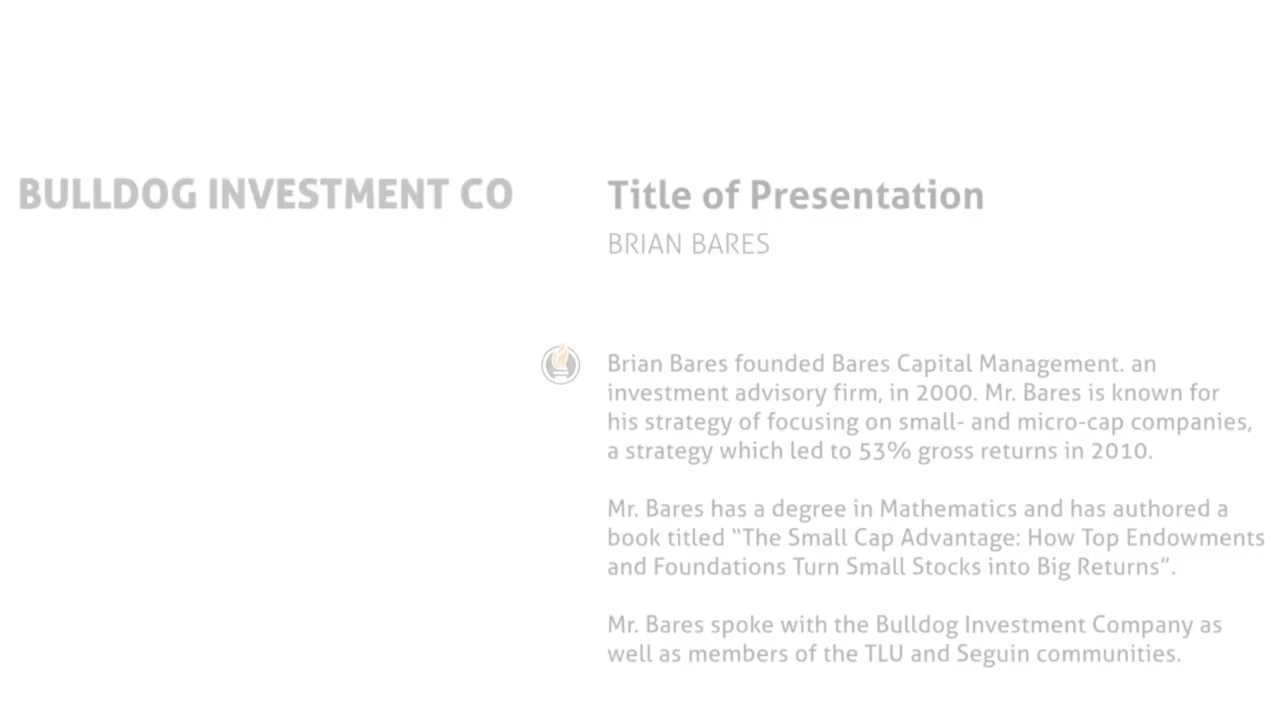 BULLDOG INVESTMENT CO
Title of Presentation
BRIAN BARES
Brian Bares founded Bares Capital Management. an
investment advisory firm, in 2000. Mr. Bares is known for
his strategy of focusing on small- and micro-cap companies,
a strategy which led to 53% gross returns in 2010.
Mr. Bares has a degree in Mathematics and has authored a
book titled “The Small Cap Advantage: How Top Endowments
and Foundations Turn Small Stocks into Big Returns”.
Mr. Bares spoke with the Bulldog Investment Company as
well as members of the TLU and Seguin communities.